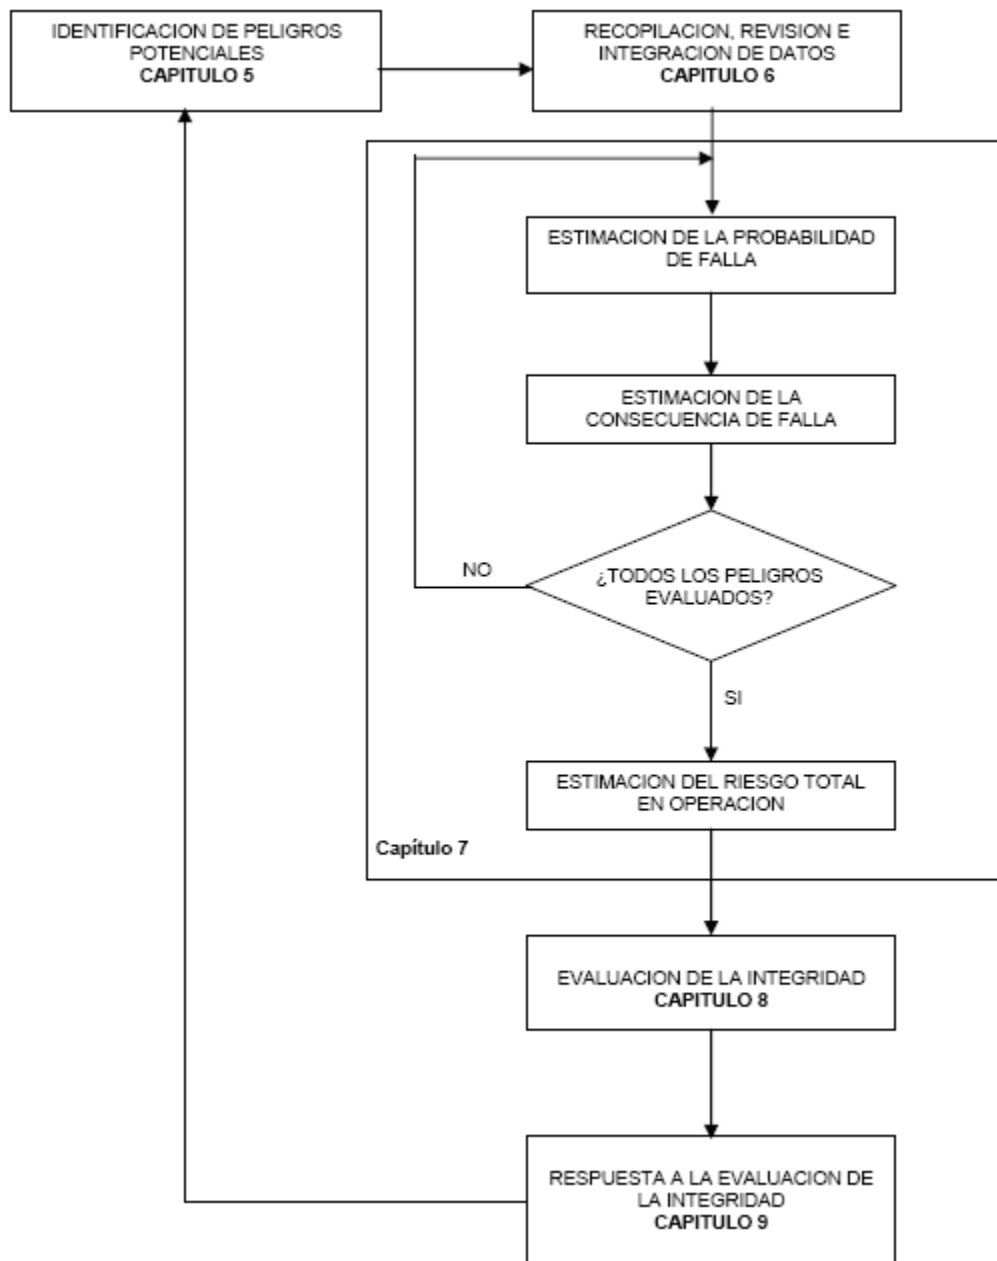 IDENTIFICACION DE PELIGROS
POTENCIALES
CAPITULO 5
RECOPILACION, REVISION E
INTEGRACION DE DATOS
CAPITULO 6
ESTIMACION DE LA PROBABILIDAD
DE FALLA
ESTIMACION DE LA
CONSECUENCIA DE FALLA
NO
¿TODOS LOS PELIGROS
EVALUADOS?
SI
ESTIMACION DEL RIESGO TOTAL
EN OPERACION
Capítulo 7
EVALUACION DE LA INTEGRIDAD
CAPITULO 8
RESPUESTA A LA EVALUACION DE
LA INTEGRIDAD
CAPITULO 9